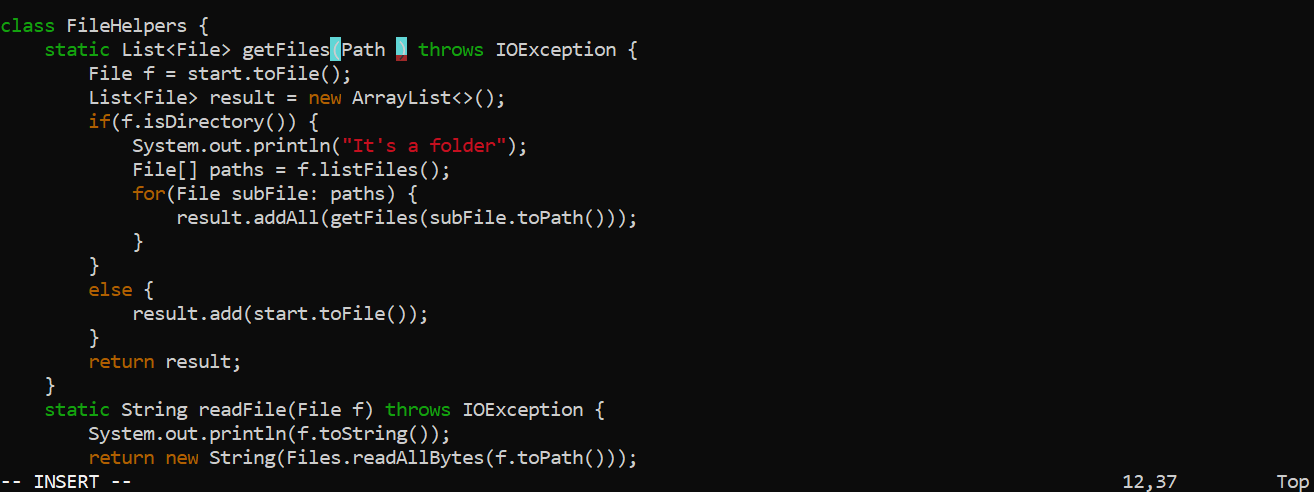 class FileHelpers {
    static List<File> getFiles(Path ) throws IOException {
        File f = start.toFile();
        List<File> result = new ArrayList<>();
        if(f.isDirectory()) {
            System.out.println("It's a folder");
            File[] paths = f.listFiles();
            for(File subFile: paths) {
                result.addAll(getFiles(subFile.toPath()));
            }
        }
        else {
            result.add(start.toFile());
        }
        return result;
    }
    static String readFile(File f) throws IOException {
        System.out.println(f.toString());
        return new String(Files.readAllBytes(f.toPath()));
-- INSERT -- 12,37 Top